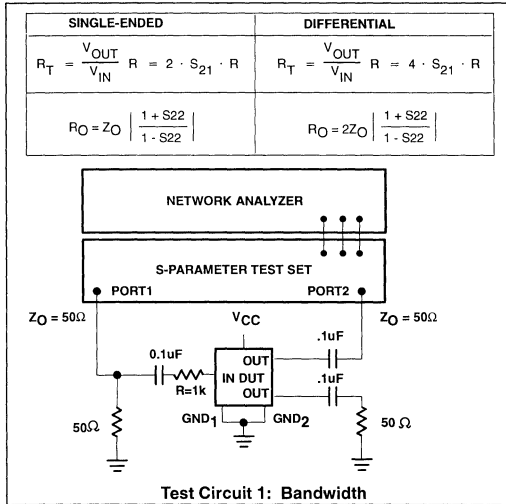 SINGLE-ENDED DIFFERENTIAL
R_T = V_OUT / V_IN R = 2 · S_21 · R R_T = V_OUT / V_IN R = 4 · S_21 · R
R_O = Z_O | 1 + S22 / 1 - S22 | R_O = 2Z_O | 1 + S22 / 1 - S22 |
NETWORK ANALYZER
S-PARAMETER TEST SET
PORT1 PORT2
Z_O = 50Ω Z_O = 50Ω
V_CC
0.1uF .1uF
OUT
R=1k IN DUT .1uF
OUT
50Ω GND_1 GND_2 50 Ω
Test Circuit 1: Bandwidth